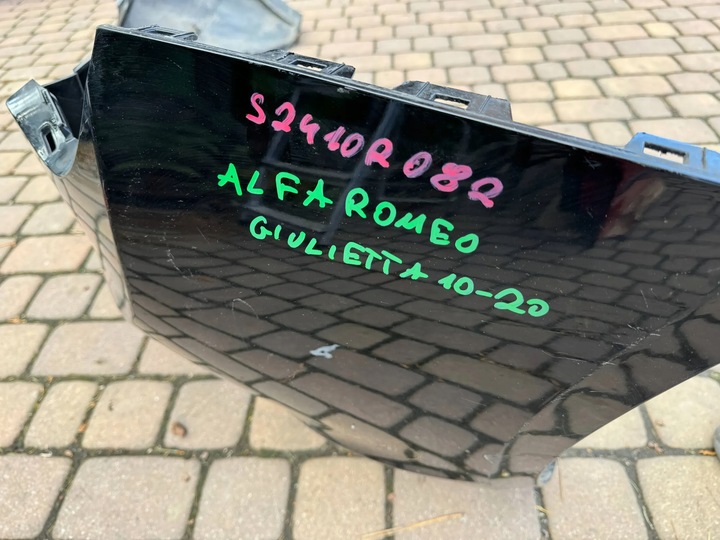 S2410R082
ALFA ROMEO
GIULIETTA 10-20